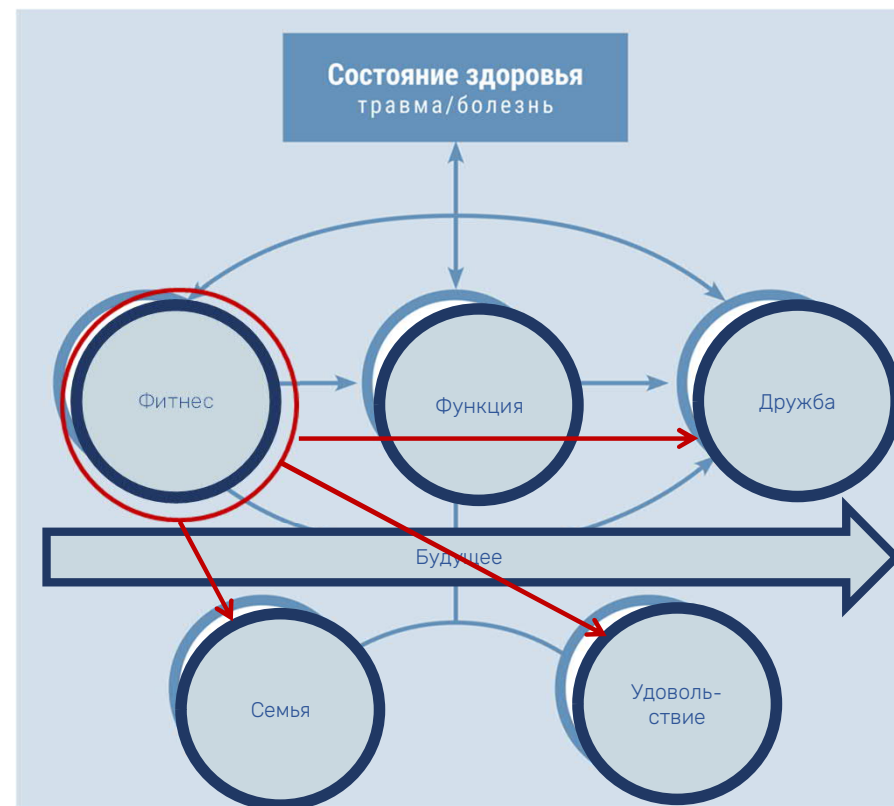 Состояние здоровья
травма/болезнь
Фитнес
Функция
Дружба
Будущее
Семья
Удоволь-
ствие